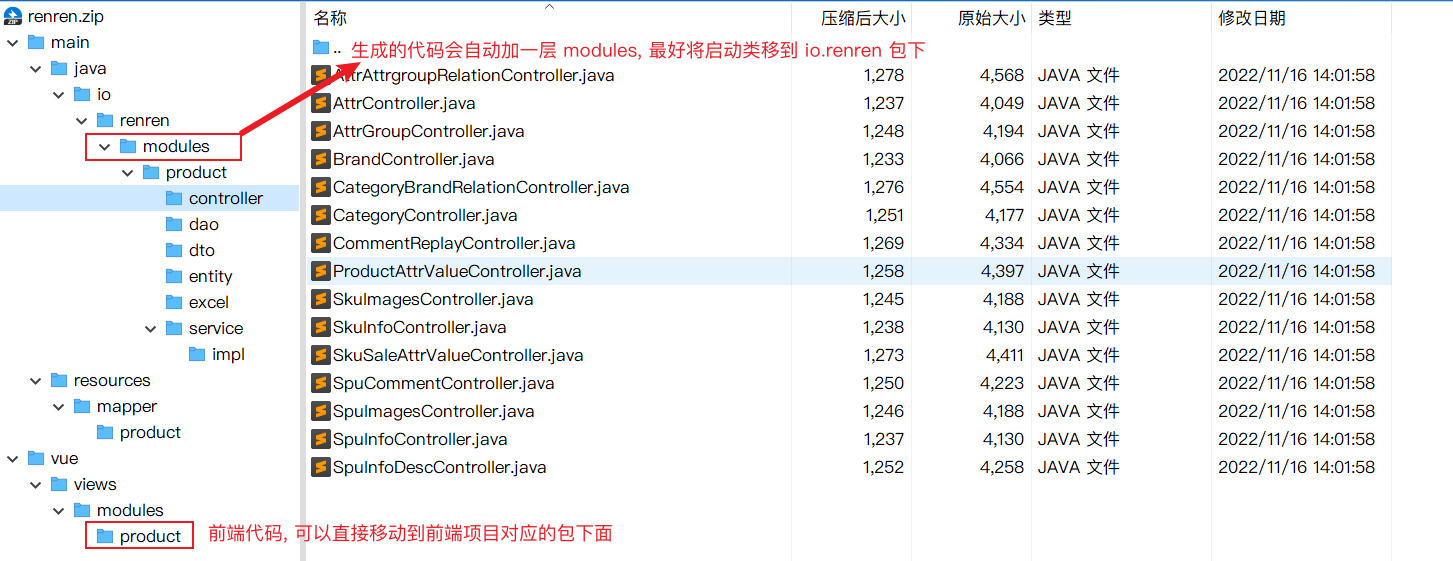 renren.zip
main
java
io
renren
modules
product
controller
dao
dto
entity
excel
service
impl
resources
mapper
product
vue
views
modules
product
名称 压缩后大小 原始大小 类型 修改日期
.. 生成的代码会自动加一层 modules, 最好将启动类移到 io.renren 包下
AttrAttrgroupRelationController.java 1,278 4,568 JAVA 文件 2022/11/16 14:01:58
AttrController.java 1,237 4,049 JAVA 文件 2022/11/16 14:01:58
AttrGroupController.java 1,248 4,194 JAVA 文件 2022/11/16 14:01:58
BrandController.java 1,233 4,066 JAVA 文件 2022/11/16 14:01:58
CategoryBrandRelationController.java 1,276 4,554 JAVA 文件 2022/11/16 14:01:58
CategoryController.java 1,251 4,177 JAVA 文件 2022/11/16 14:01:58
CommentReplayController.java 1,269 4,334 JAVA 文件 2022/11/16 14:01:58
ProductAttrValueController.java 1,258 4,397 JAVA 文件 2022/11/16 14:01:58
SkuImagesController.java 1,245 4,188 JAVA 文件 2022/11/16 14:01:58
SkuInfoController.java 1,238 4,130 JAVA 文件 2022/11/16 14:01:58
SkuSaleAttrValueController.java 1,273 4,411 JAVA 文件 2022/11/16 14:01:58
SpuCommentController.java 1,250 4,223 JAVA 文件 2022/11/16 14:01:58
SpuImagesController.java 1,246 4,188 JAVA 文件 2022/11/16 14:01:58
SpuInfoController.java 1,237 4,130 JAVA 文件 2022/11/16 14:01:58
SpuInfoDescController.java 1,252 4,258 JAVA 文件 2022/11/16 14:01:58
前端代码, 可以直接移动到前端项目对应的包下面